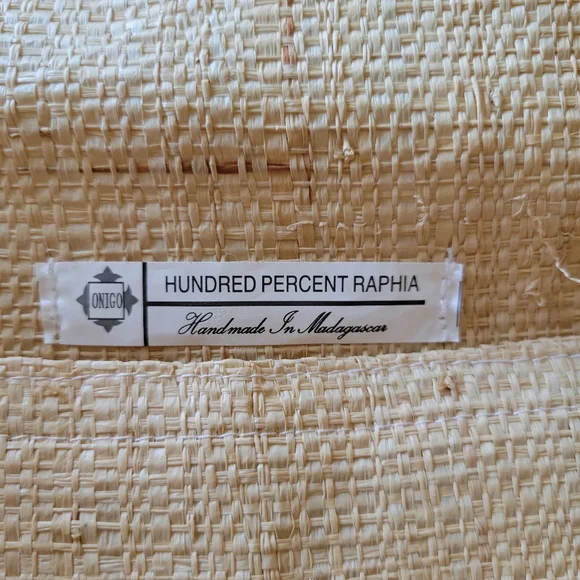 ONIGO
HUNDRED PERCENT RAPHIA
Handmade In Madagascar